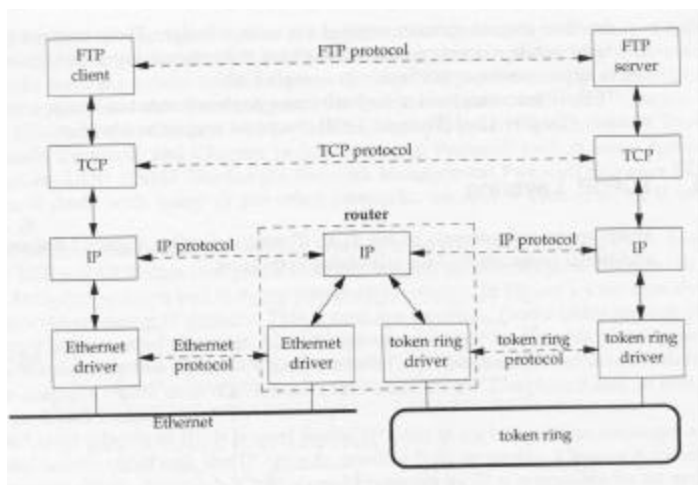 FTP
client
FTP protocol
FTP
server
TCP
TCP protocol
TCP
router
IP
IP protocol
IP
IP protocol
IP
Ethernet
driver
Ethernet
protocol
Ethernet
driver
token ring
driver
token ring
protocol
token ring
driver
Ethernet
token ring